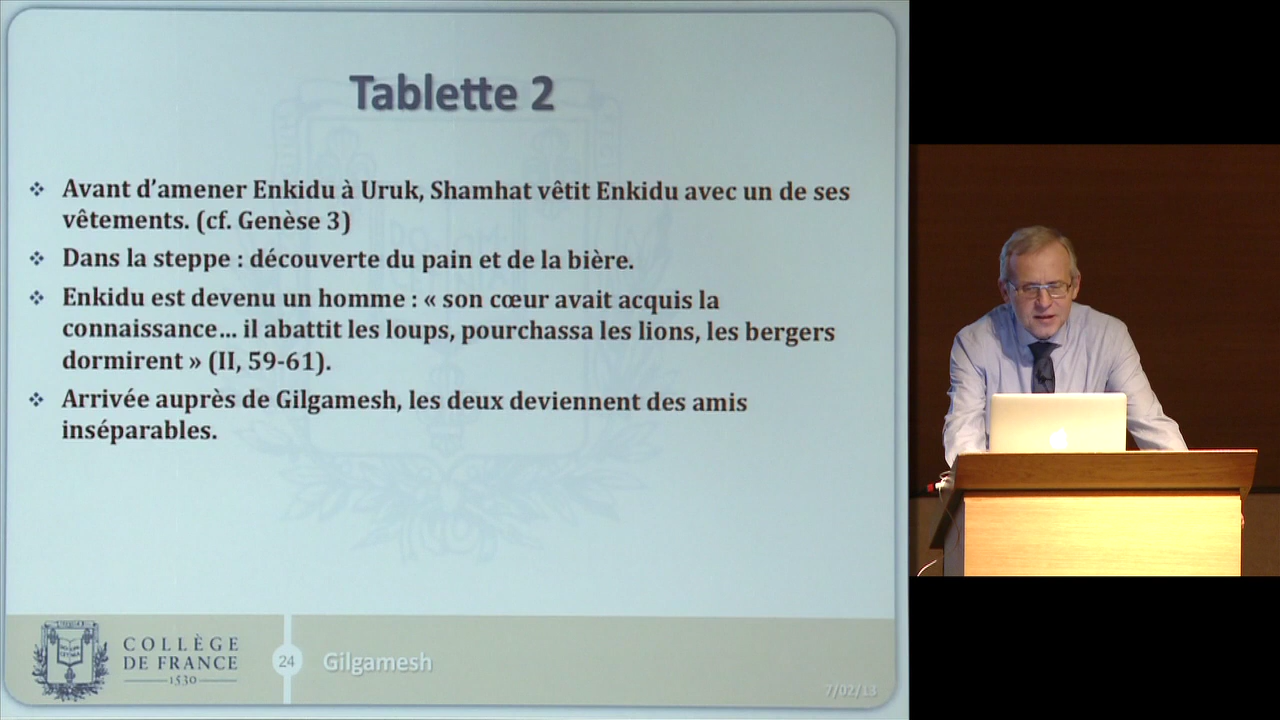 Tablette 2
Avant d’amener Enkidu à Uruk, Shamhat vêtit Enkidu avec un de ses
vêtements. (cf. Genèse 3)
Dans la steppe : découverte du pain et de la bière.
Enkidu est devenu un homme : « son cœur avait acquis la
connaissance… il abattit les loups, pourchassa les lions, les bergers
dormirent » (II, 59-61).
Arrivée auprès de Gilgamesh, les deux deviennent des amis
inséparables.
COLLÈGE
DE FRANCE
1530
24
Gilgamesh
7/02/13